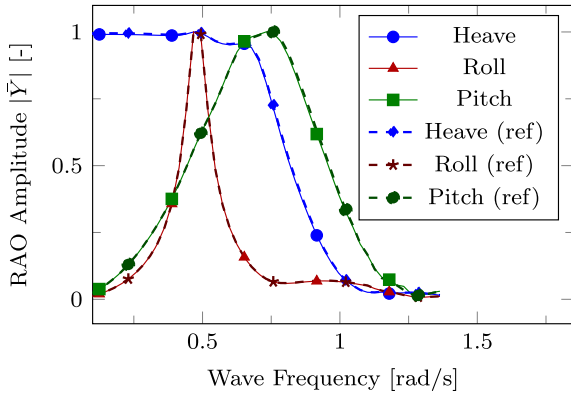 RAO Amplitude |Ȳ| [-]
1
0.5
0
Heave
Roll
Pitch
Heave (ref)
Roll (ref)
Pitch (ref)
0.5
1
1.5
Wave Frequency [rad/s]